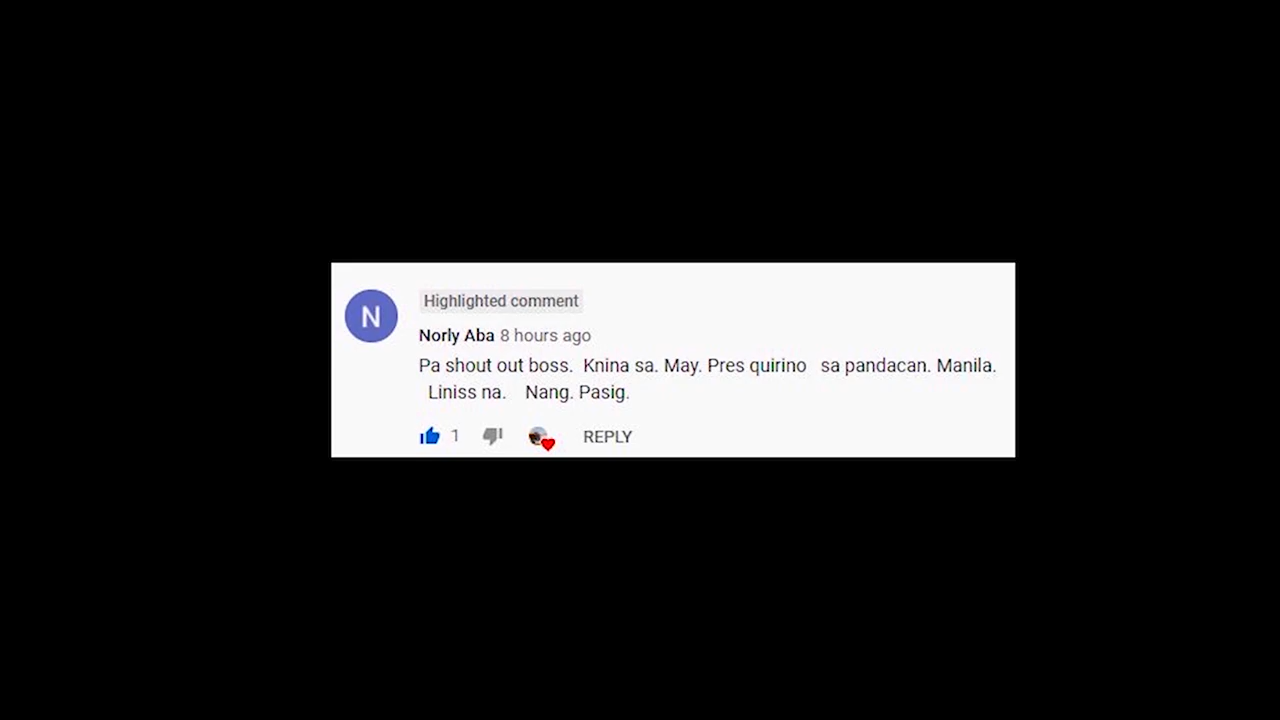 N
Highlighted comment
Norly Aba 8 hours ago
Pa shout out boss.  Knina sa. May. Pres quirino   sa pandacan. Manila.
Liniss na.    Nang. Pasig.
1 REPLY